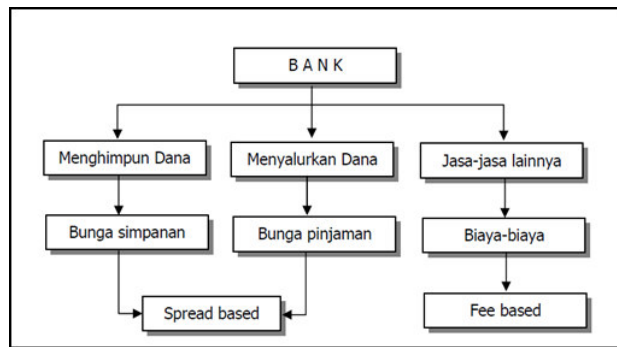 B A N K
Menghimpun Dana
Menyalurkan Dana
Jasa-jasa lainnya
Bunga simpanan
Bunga pinjaman
Biaya-biaya
Spread based
Fee based